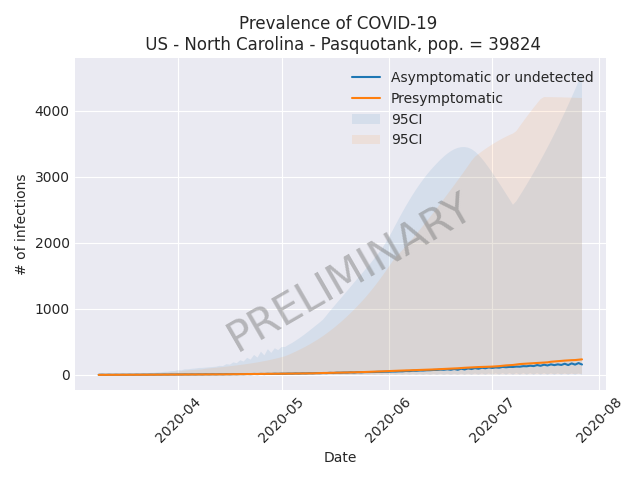 Prevalence of COVID-19
US - North Carolina - Pasquotank, pop. = 39824
Asymptomatic or undetected
Presymptomatic
95CI
95CI
4000
3000
2000
1000
0
# of infections
PRELIMINARY
2020-04
2020-05
2020-06
2020-07
2020-08
Date